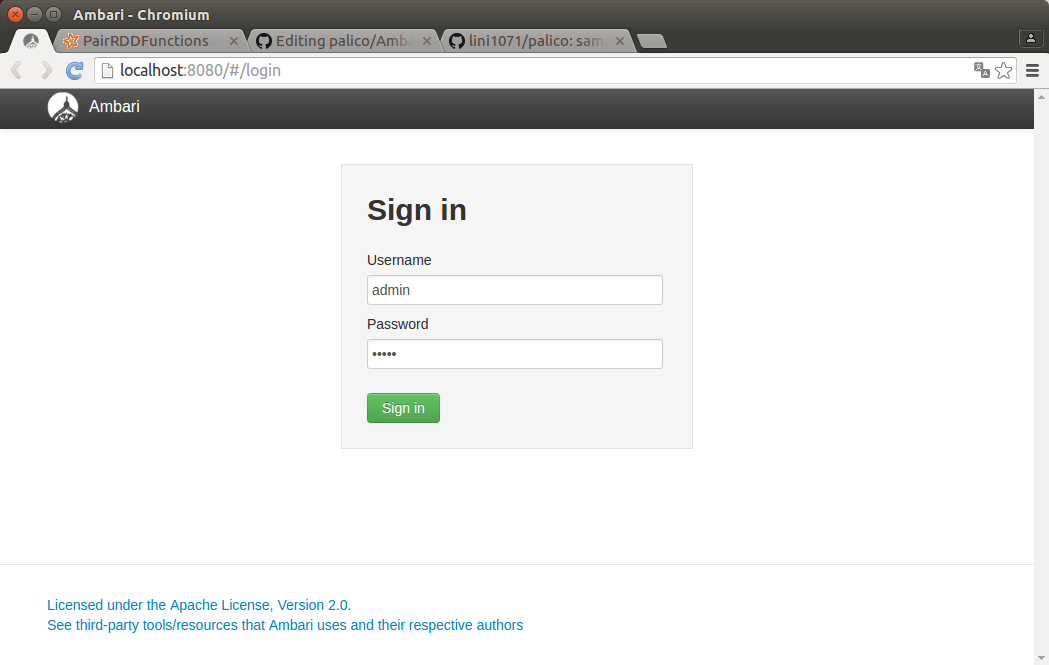 Ambari - Chromium
PairRDDFunctions
Editing palico/Amba
lini1071/palico: sam
localhost:8080/#/login
Ambari
Sign in
Username
admin
Password
•••••
Sign in
Licensed under the Apache License, Version 2.0.
See third-party tools/resources that Ambari uses and their respective authors